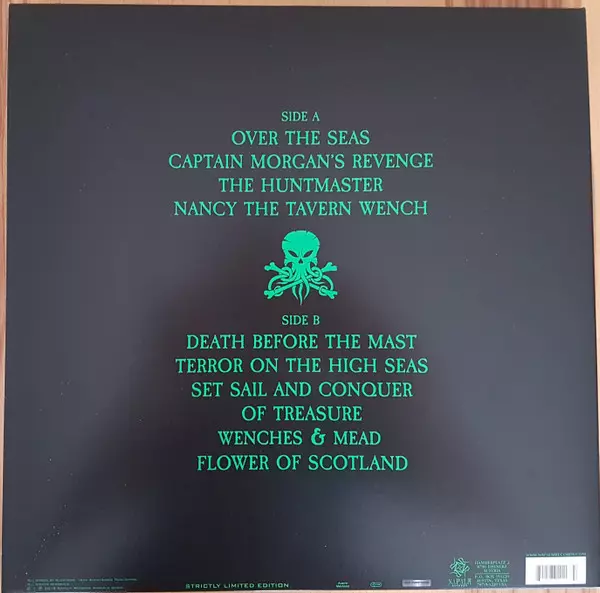 SIDE A
OVER THE SEAS
CAPTAIN MORGAN'S REVENGE
THE HUNTMASTER
NANCY THE TAVERN WENCH
SIDE B
DEATH BEFORE THE MAST
TERROR ON THE HIGH SEAS
SET SAIL AND CONQUER
OF TREASURE
WENCHES & MEAD
FLOWER OF SCOTLAND
STRICTLY LIMITED EDITION
NAPALM